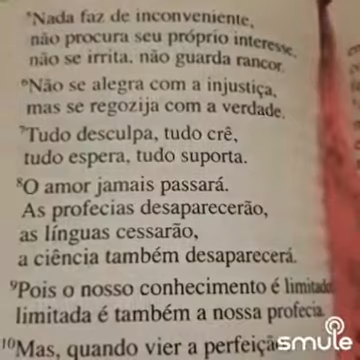 ⁵Nada faz de inconveniente,
não procura seu próprio interesse,
não se irrita, não guarda rancor.
⁶Não se alegra com a injustiça,
mas se regozija com a verdade.
⁷Tudo desculpa, tudo crê,
tudo espera, tudo suporta.
⁸O amor jamais passará.
As profecias desaparecerão,
as línguas cessarão,
a ciência também desaparecerá.
⁹Pois o nosso conhecimento é limitado
limitada é também a nossa profecia.
¹⁰Mas, quando vier a perfeição
smule